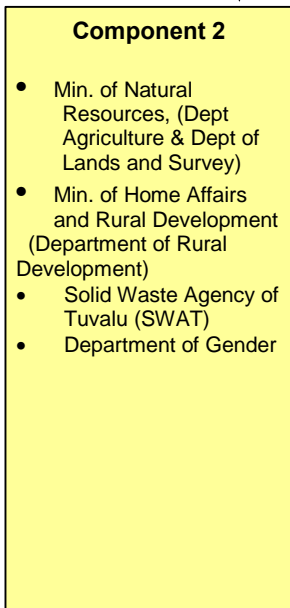 Component 2
• Min. of Natural
Resources, (Dept
Agriculture & Dept of
Lands and Survey)
• Min. of Home Affairs
and Rural Development
(Department of Rural
Development)
• Solid Waste Agency of
Tuvalu (SWAT)
• Department of Gender